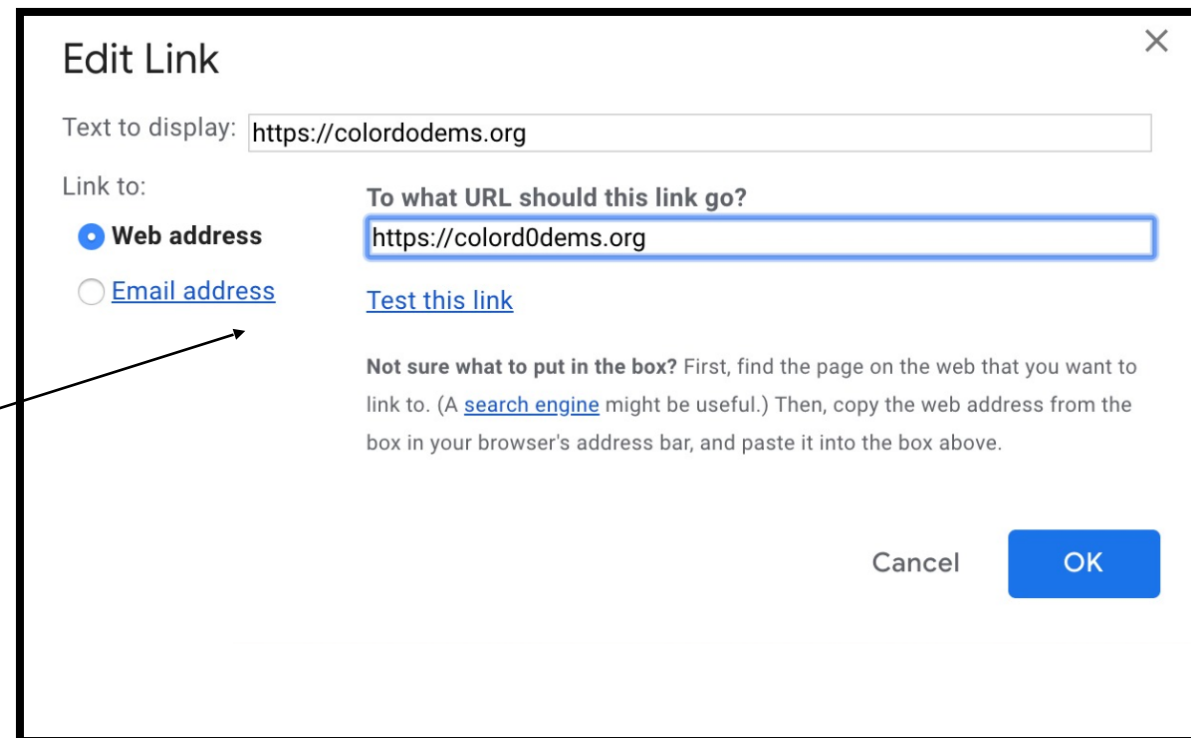 Edit Link
Text to display: https://colordodems.org
Link to:
To what URL should this link go?
Web address
https://colord0dems.org
Email address
Test this link
Not sure what to put in the box? First, find the page on the web that you want to
link to. (A search engine might be useful.) Then, copy the web address from the
box in your browser's address bar, and paste it into the box above.
Cancel
OK